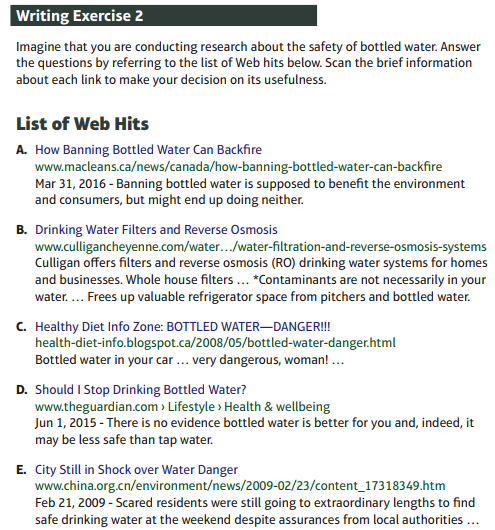 Writing Exercise 2
Imagine that you are conducting research about the safety of bottled water. Answer
the questions by referring to the list of Web hits below. Scan the brief information
about each link to make your decision on its usefulness.
List of Web Hits
A. How Banning Bottled Water Can Backfire
www.macleans.ca/news/canada/how-banning-bottled-water-can-backfire
Mar 31, 2016 - Banning bottled water is supposed to benefit the environment
and consumers, but might end up doing neither.
B. Drinking Water Filters and Reverse Osmosis
www.culligancheyenne.com/water…/water-filtration-and-reverse-osmosis-systems
Culligan offers filters and reverse osmosis (RO) drinking water systems for homes
and businesses. Whole house filters … *Contaminants are not necessarily in your
water. … Frees up valuable refrigerator space from pitchers and bottled water.
C. Healthy Diet Info Zone: BOTTLED WATER—DANGER!!!
health-diet-info.blogspot.ca/2008/05/bottled-water-danger.html
Bottled water in your car … very dangerous, woman! …
D. Should I Stop Drinking Bottled Water?
www.theguardian.com › Lifestyle › Health & wellbeing
Jun 1, 2015 - There is no evidence bottled water is better for you and, indeed, it
may be less safe than tap water.
E. City Still in Shock over Water Danger
www.china.org.cn/environment/news/2009-02/23/content_17318349.htm
Feb 21, 2009 - Scared residents were still going to extraordinary lengths to find
safe drinking water at the weekend despite assurances from local authorities …